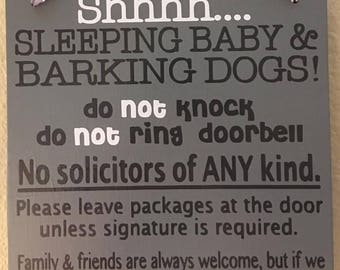 Shhhh....
SLEEPING BABY &
BARKING DOGS!
do not knock
do not ring doorbell
No solicitors of ANY kind.
Please leave packages at the door
unless signature is required.
Family & friends are always welcome, but if we